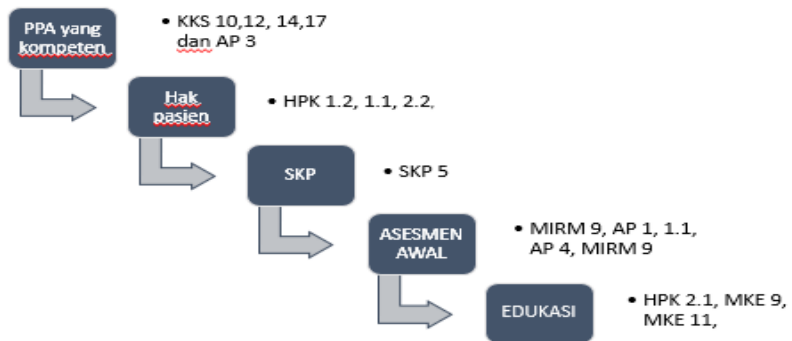 PPA yang
kompeten
• KKS 10,12, 14,17
dan AP 3
Hak
pasien
• HPK 1.2, 1.1, 2.2,
SKP
• SKP 5
ASESMEN
AWAL
• MIRM 9, AP 1, 1.1,
AP 4, MIRM 9
EDUKASI
• HPK 2.1, MKE 9,
MKE 11,